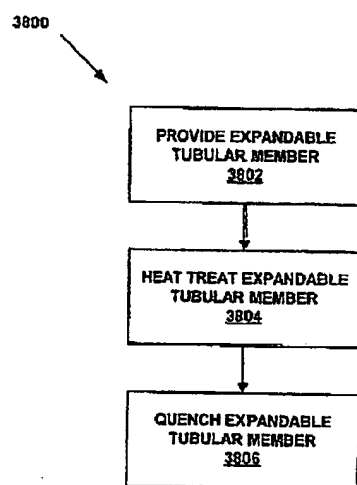 3800
PROVIDE EXPANDABLE
TUBULAR MEMBER
3802
HEAT TREAT EXPANDABLE
TUBULAR MEMBER
3804
QUENCH EXPANDABLE
TUBULAR MEMBER
3806